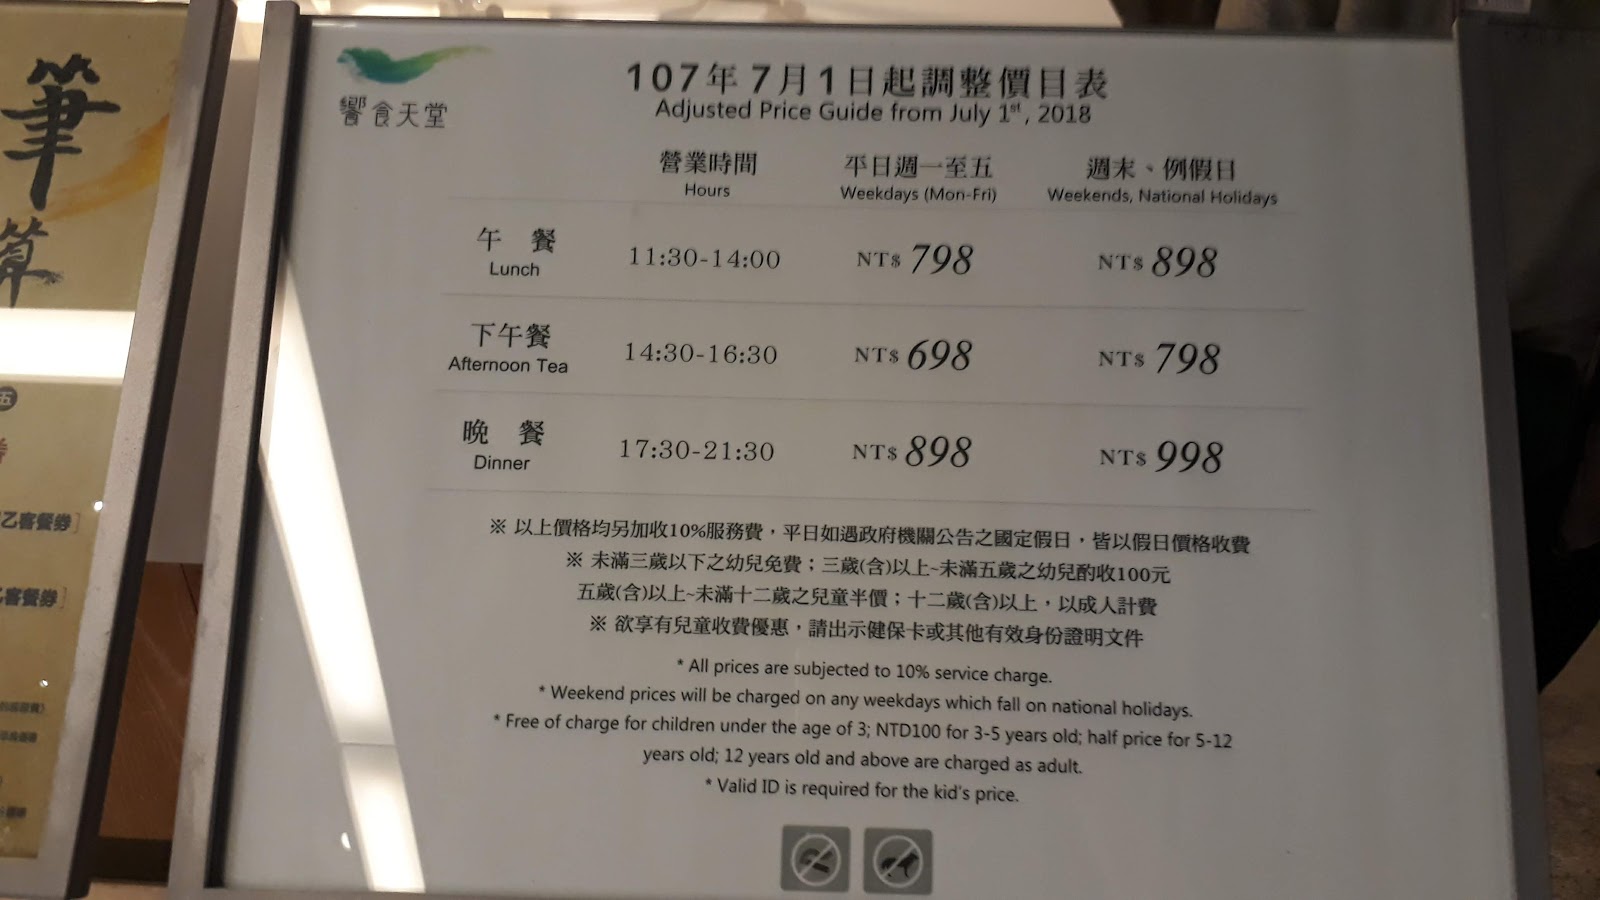 筆
算
五
乙客餐券
乙客餐券
饗食天堂
107年7月1日起調整價目表
Adjusted Price Guide from July 1st, 2018
營業時間 平日週一至五 週末、例假日
Hours Weekdays (Mon-Fri) Weekends, National Holidays
午 餐
Lunch 11:30-14:00 NT$ 798 NT$ 898
下午餐
Afternoon Tea 14:30-16:30 NT$ 698 NT$ 798
晚 餐
Dinner 17:30-21:30 NT$ 898 NT$ 998
※ 以上價格均另加收10%服務費，平日如遇政府機關公告之國定假日，皆以假日價格收費
※ 未滿三歲以下之幼兒免費；三歲(含)以上~未滿五歲之幼兒酌收100元
五歲(含)以上~未滿十二歲之兒童半價；十二歲(含)以上，以成人計費
※ 欲享有兒童收費優惠，請出示健保卡或其他有效身份證明文件
* All prices are subjected to 10% service charge.
* Weekend prices will be charged on any weekdays which fall on national holidays.
* Free of charge for children under the age of 3; NTD100 for 3-5 years old; half price for 5-12
years old; 12 years old and above are charged as adult.
* Valid ID is required for the kid's price.